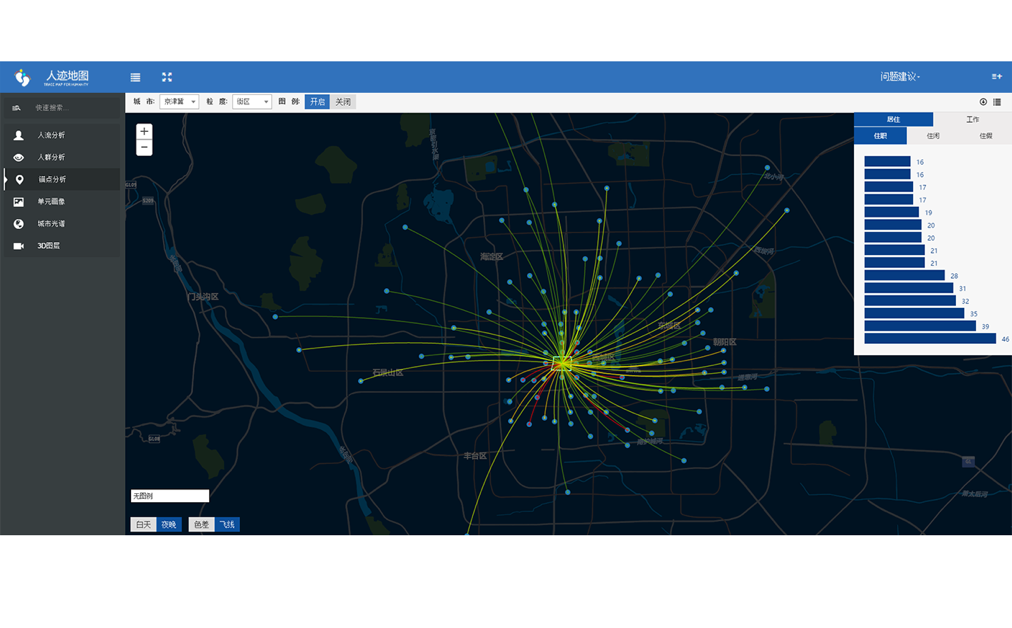 人迹地图
TRACE MAP FOR HUMANITY
问题建议
快速搜索...
城 市: 京津冀
粒 度: 街区
图 例: 开启 关闭
人流分析
人群分析
锚点分析
单元画像
城市光谱
3D图层
+
−
居住
工作
住职
住闲
住假
16
16
17
17
19
20
20
21
21
28
31
32
35
39
46
海淀区
门头沟区
石景山区
朝阳区
丰台区
无图例
白天 夜晚 色差 飞线